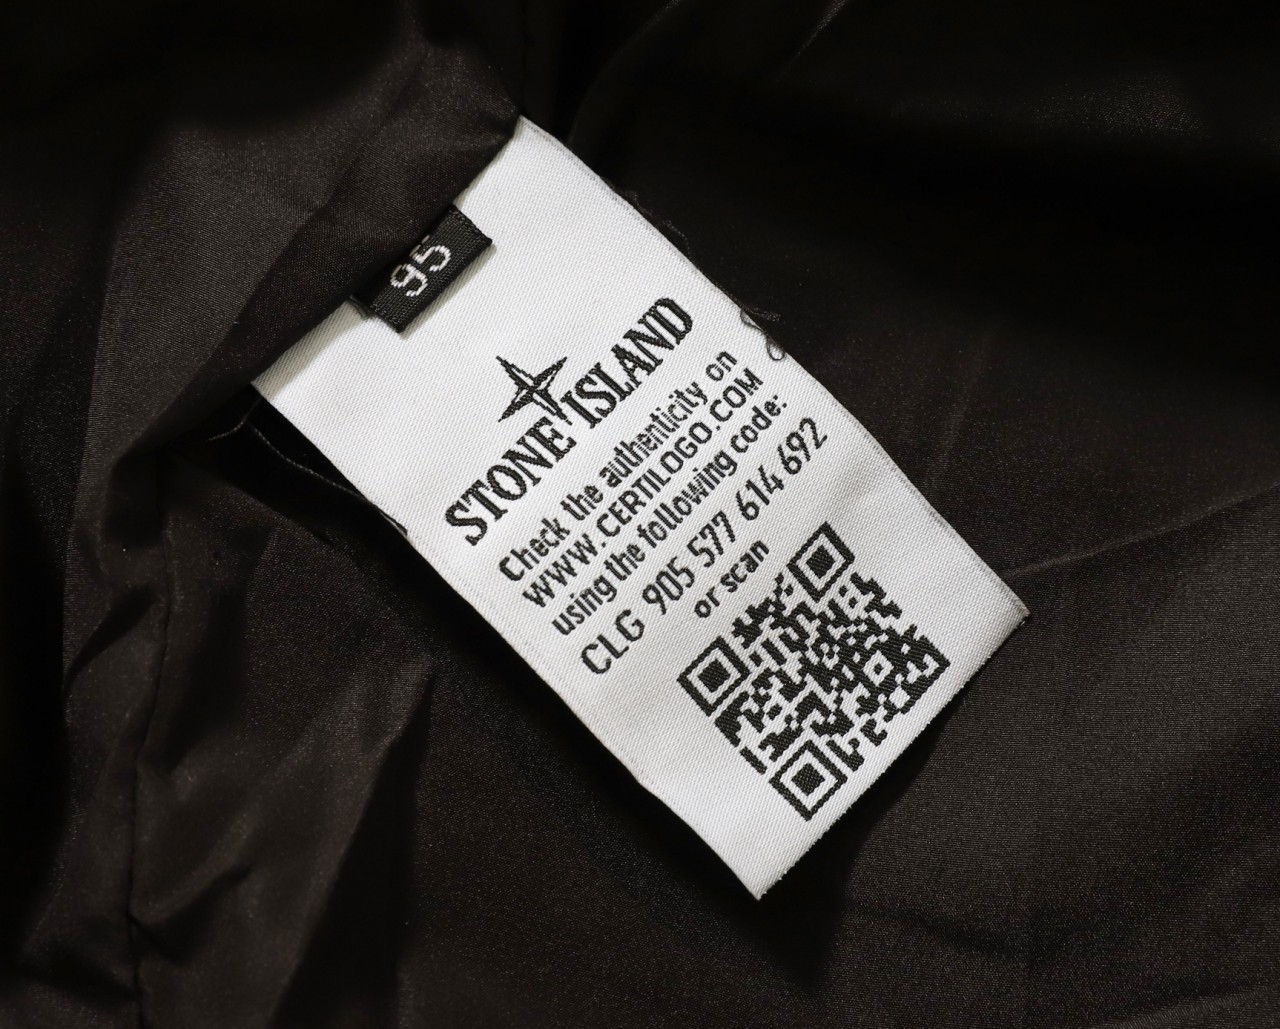 95
STONE ISLAND
Check the authenticity on
WWW.CERTILOGO.COM
using the following code:
CLG 905 577 614 692
or scan